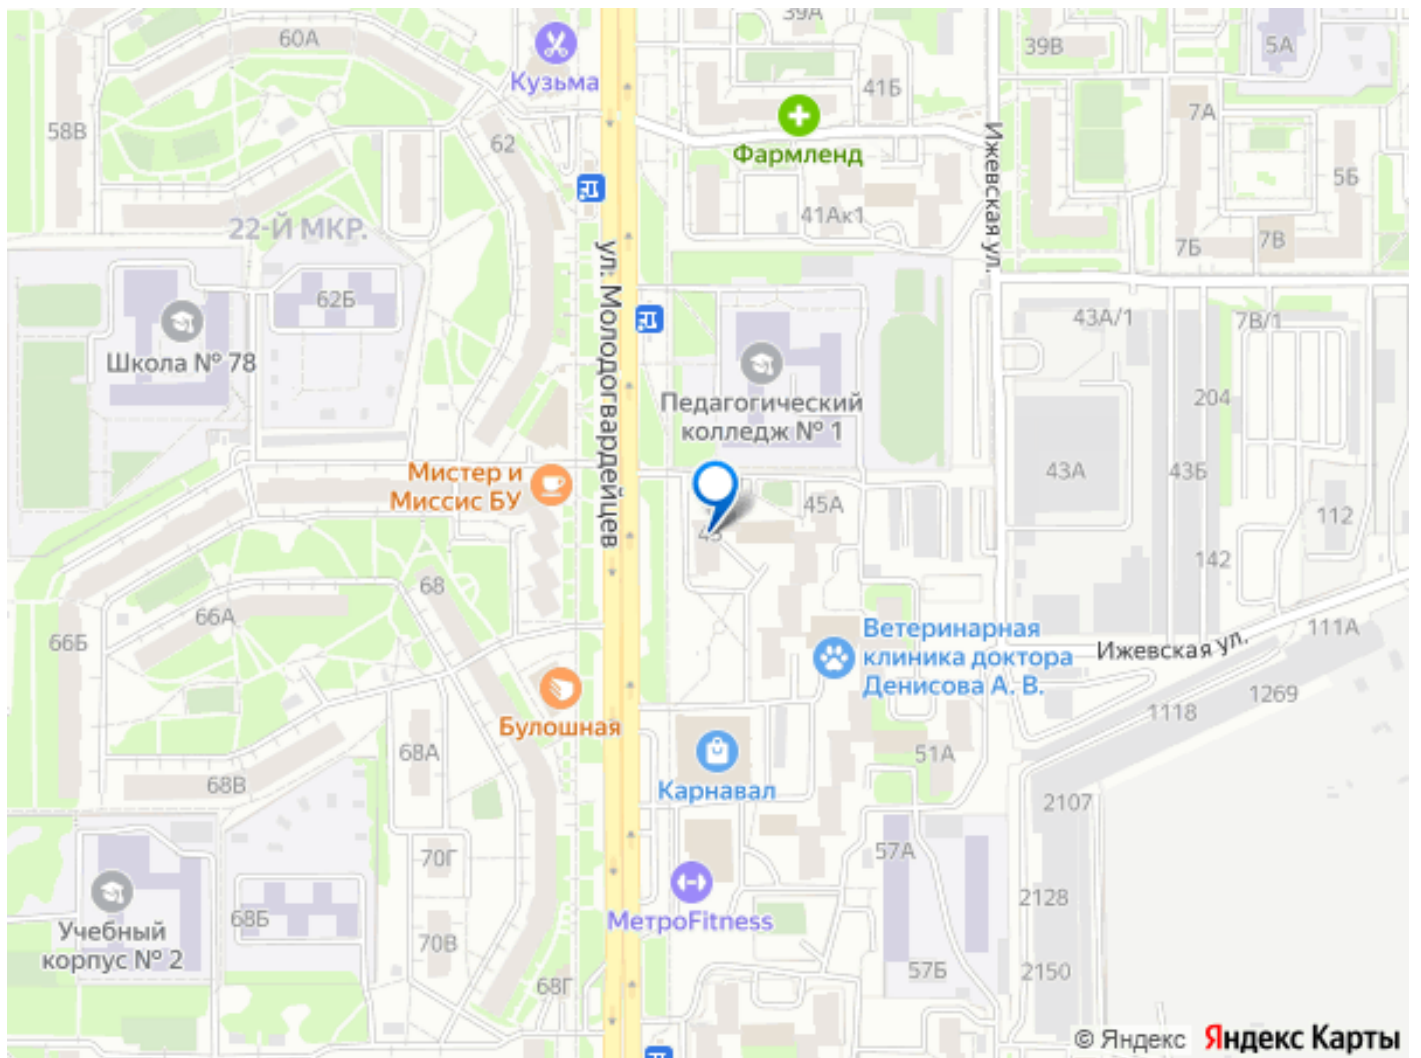 60А
Кузьма
39А
39В
5А
41Б
7А
58В
62
Фармленд
Ижевская ул.
5Б
22-Й МКР.
41Ак1
7Б
7В
ул. Молодогвардейцев
62Б
43А/1
7В/1
Школа № 78
Педагогический
колледж № 1
204
Мистер и
Миссис БУ
43А
43Б
45А
45
112
142
68
66А
66Б
Ветеринарная
клиника доктора
Денисова А. В.
Ижевская ул.
111А
1269
1118
Булошная
68А
51А
68В
Карнавал
2107
70Г
57А
МетроFitness
2128
68Б
Учебный
корпус № 2
70В
57Б
2150
68Г
© Яндекс Яндекс Карты